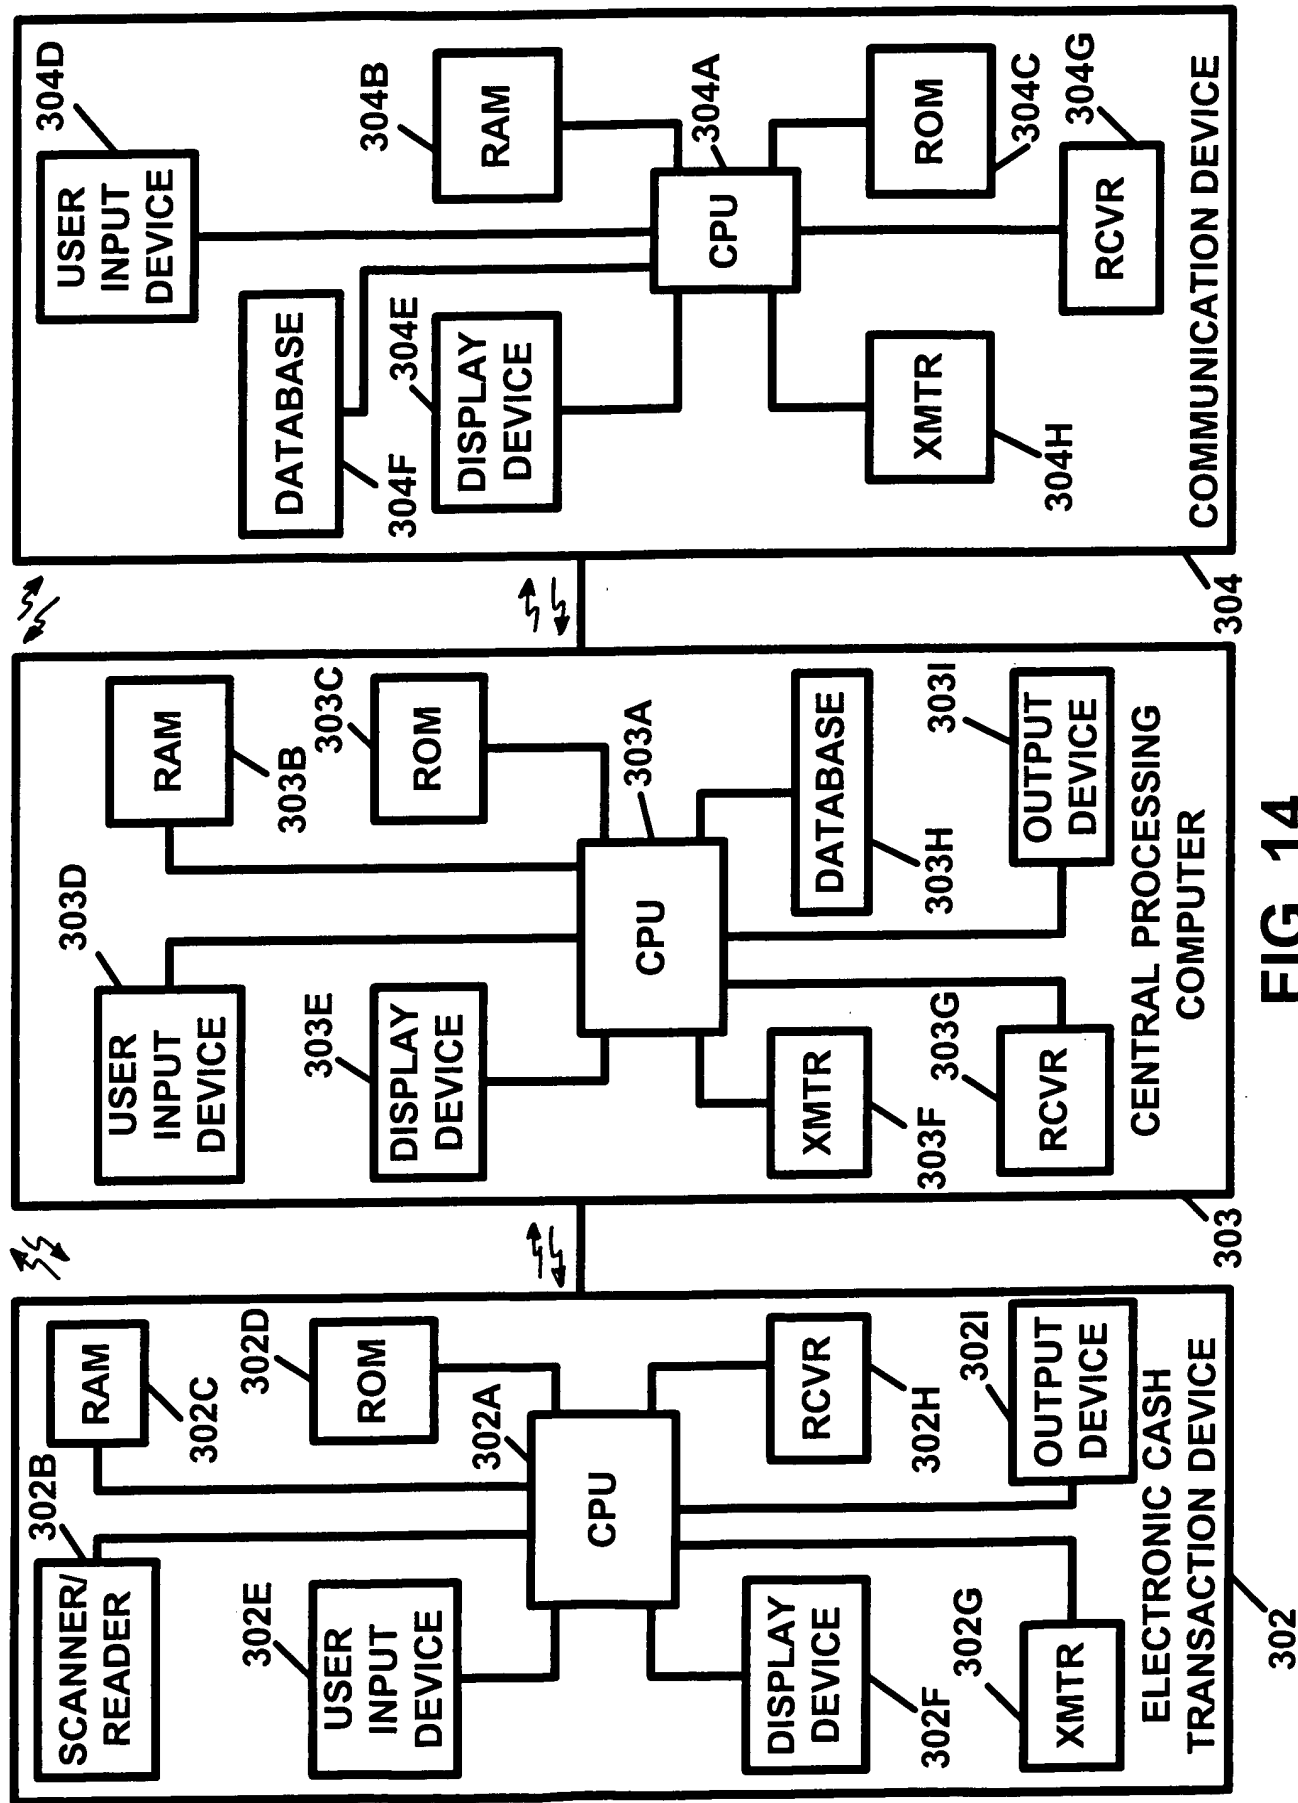 SCANNER/
READER
302B
RAM
302C
302D
ROM
302E
USER
INPUT
DEVICE
302A
CPU
DISPLAY
DEVICE
302F
RCVR
302H
302G
XMTR
302I
OUTPUT
DEVICE
ELECTRONIC CASH
TRANSACTION DEVICE
302
303D
USER
INPUT
DEVICE
RAM
303B
303E
DISPLAY
DEVICE
303C
ROM
303A
CPU
XMTR
303F
DATABASE
303H
303G
RCVR
303I
OUTPUT
DEVICE
CENTRAL PROCESSING
COMPUTER
303
304D
USER
INPUT
DEVICE
DATABASE
304F
304E
DISPLAY
DEVICE
304B
RAM
304A
CPU
XMTR
304H
ROM
304C
RCVR
304G
COMMUNICATION DEVICE
304
FIG. 14